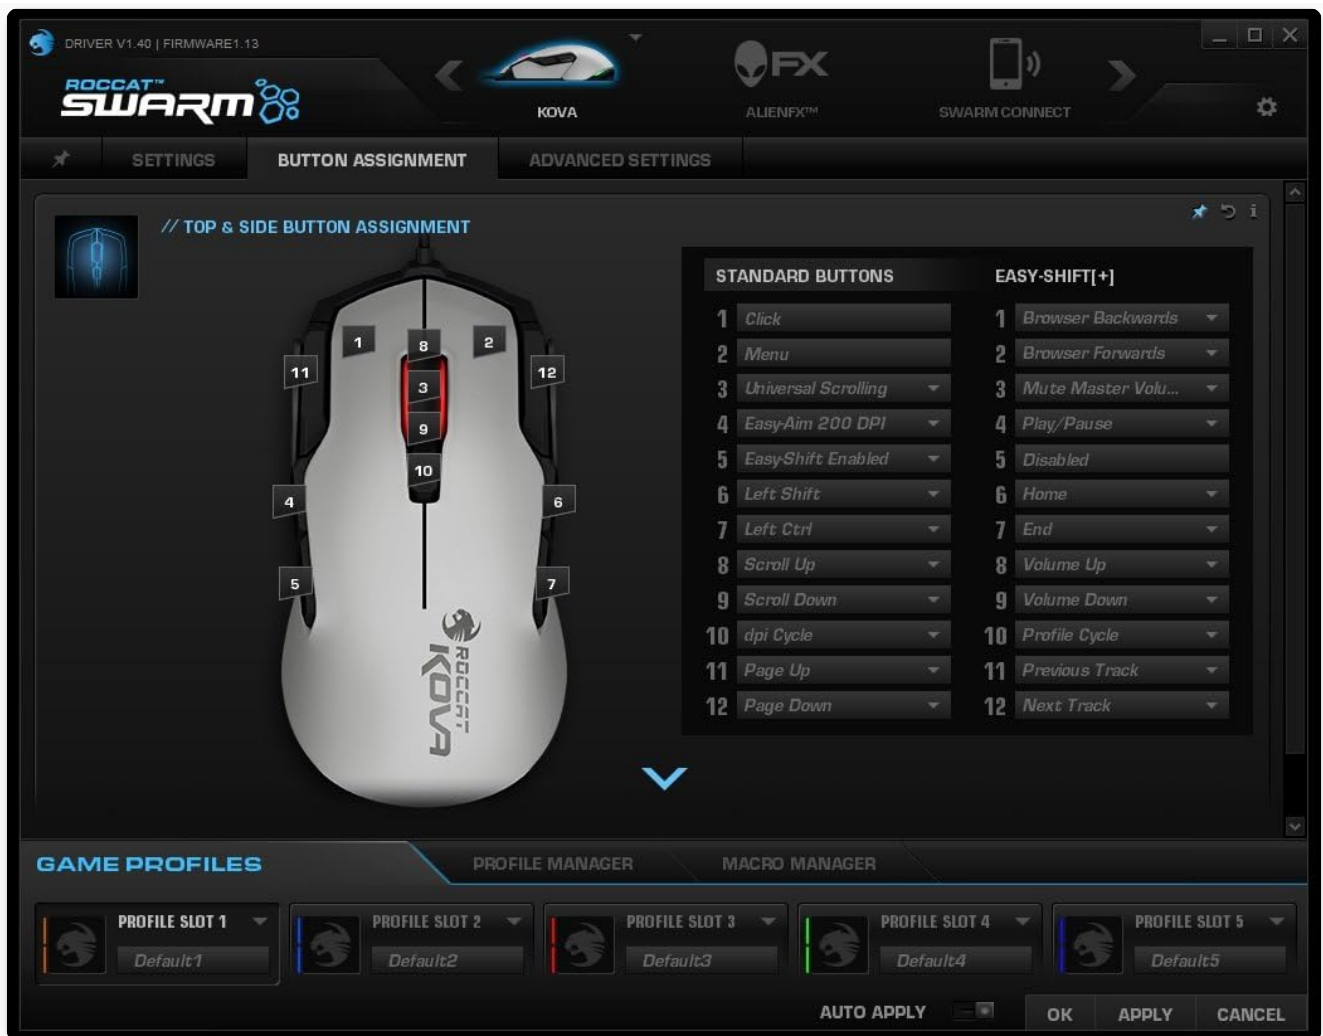 DRIVER V1.40 | FIRMWARE1.13
ROCCAT™
SWARM
KOVA
FX
ALIENFX™
SWARM CONNECT
SETTINGS
BUTTON ASSIGNMENT
ADVANCED SETTINGS
// TOP & SIDE BUTTON ASSIGNMENT
i
1
8
2
11
3
12
9
10
4
6
5
7
ROCCAT
KOVA
STANDARD BUTTONS EASY-SHIFT[+]
1 Click 1 Browser Backwards
2 Menu 2 Browser Forwards
3 Universal Scrolling 3 Mute Master Volu...
4 Easy-Aim 200 DPI 4 Play/Pause
5 Easy-Shift Enabled 5 Disabled
6 Left Shift 6 Home
7 Left Ctrl 7 End
8 Scroll Up 8 Volume Up
9 Scroll Down 9 Volume Down
10 dpi Cycle 10 Profile Cycle
11 Page Up 11 Previous Track
12 Page Down 12 Next Track
GAME PROFILES
PROFILE MANAGER
MACRO MANAGER
PROFILE SLOT 1
Default1
PROFILE SLOT 2
Default2
PROFILE SLOT 3
Default3
PROFILE SLOT 4
Default4
PROFILE SLOT 5
Default5
AUTO APPLY
OK
APPLY
CANCEL